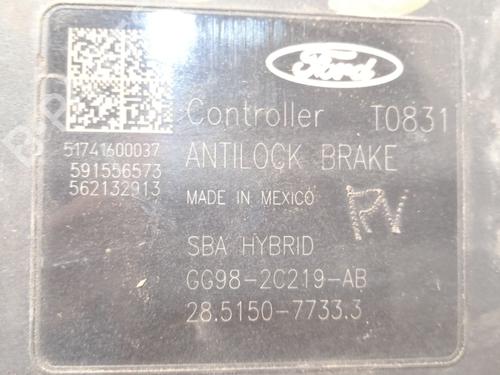 Ford
Controller T0831
51741600037
591556573
562132913
ANTILOCK BRAKE
MADE IN MEXICO
RV
SBA HYBRID
GG98-2C219-AB
28.5150-7733.3